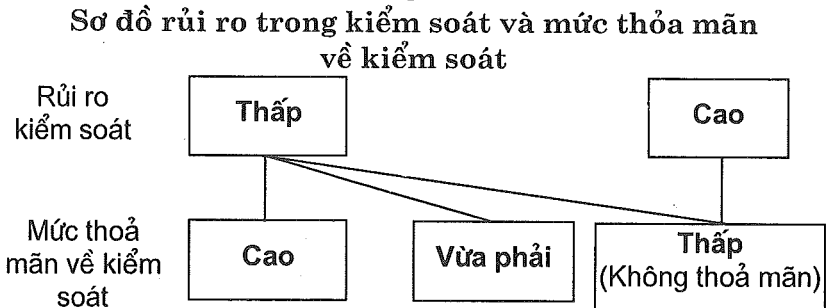 Sơ đồ rủi ro trong kiểm soát và mức thỏa mãn
về kiểm soát
Rủi ro
kiểm soát
Thấp
Cao
Mức thoả
mãn về kiểm
soát
Cao
Vừa phải
Thấp
(Không thoả mãn)